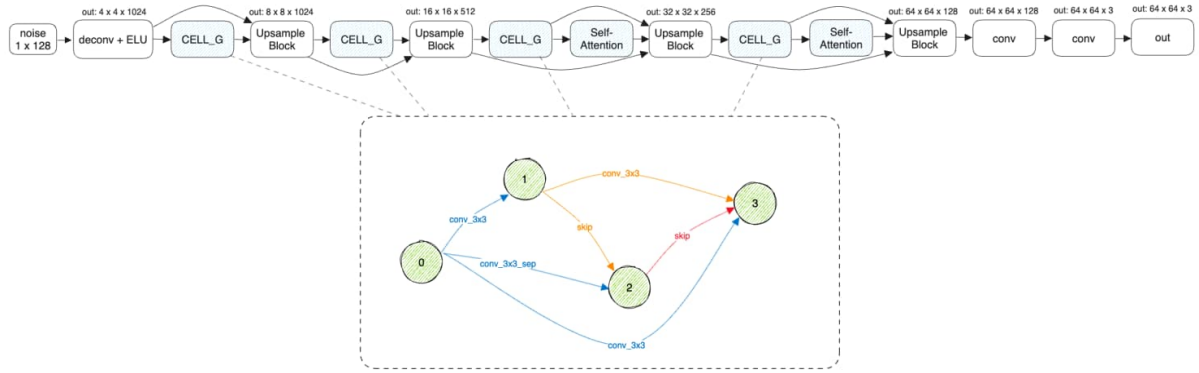 out: 4 x 4 x 1024
out: 8 x 8 x 1024
out: 16 x 16 x 512
out: 32 x 32 x 256
out: 64 x 64 x 128
out: 64 x 64 x 128
out: 64 x 64 x 3
out: 64 x 64 x 3
noise
1 x 128
deconv + ELU
CELL_G
Upsample
Block
CELL_G
Upsample
Block
CELL_G
Self-
Attention
Upsample
Block
CELL_G
Self-
Attention
Upsample
Block
conv
conv
out
1
conv_3x3
3
conv_3x3
skip
skip
0
conv_3x3_sep
2
conv_3x3